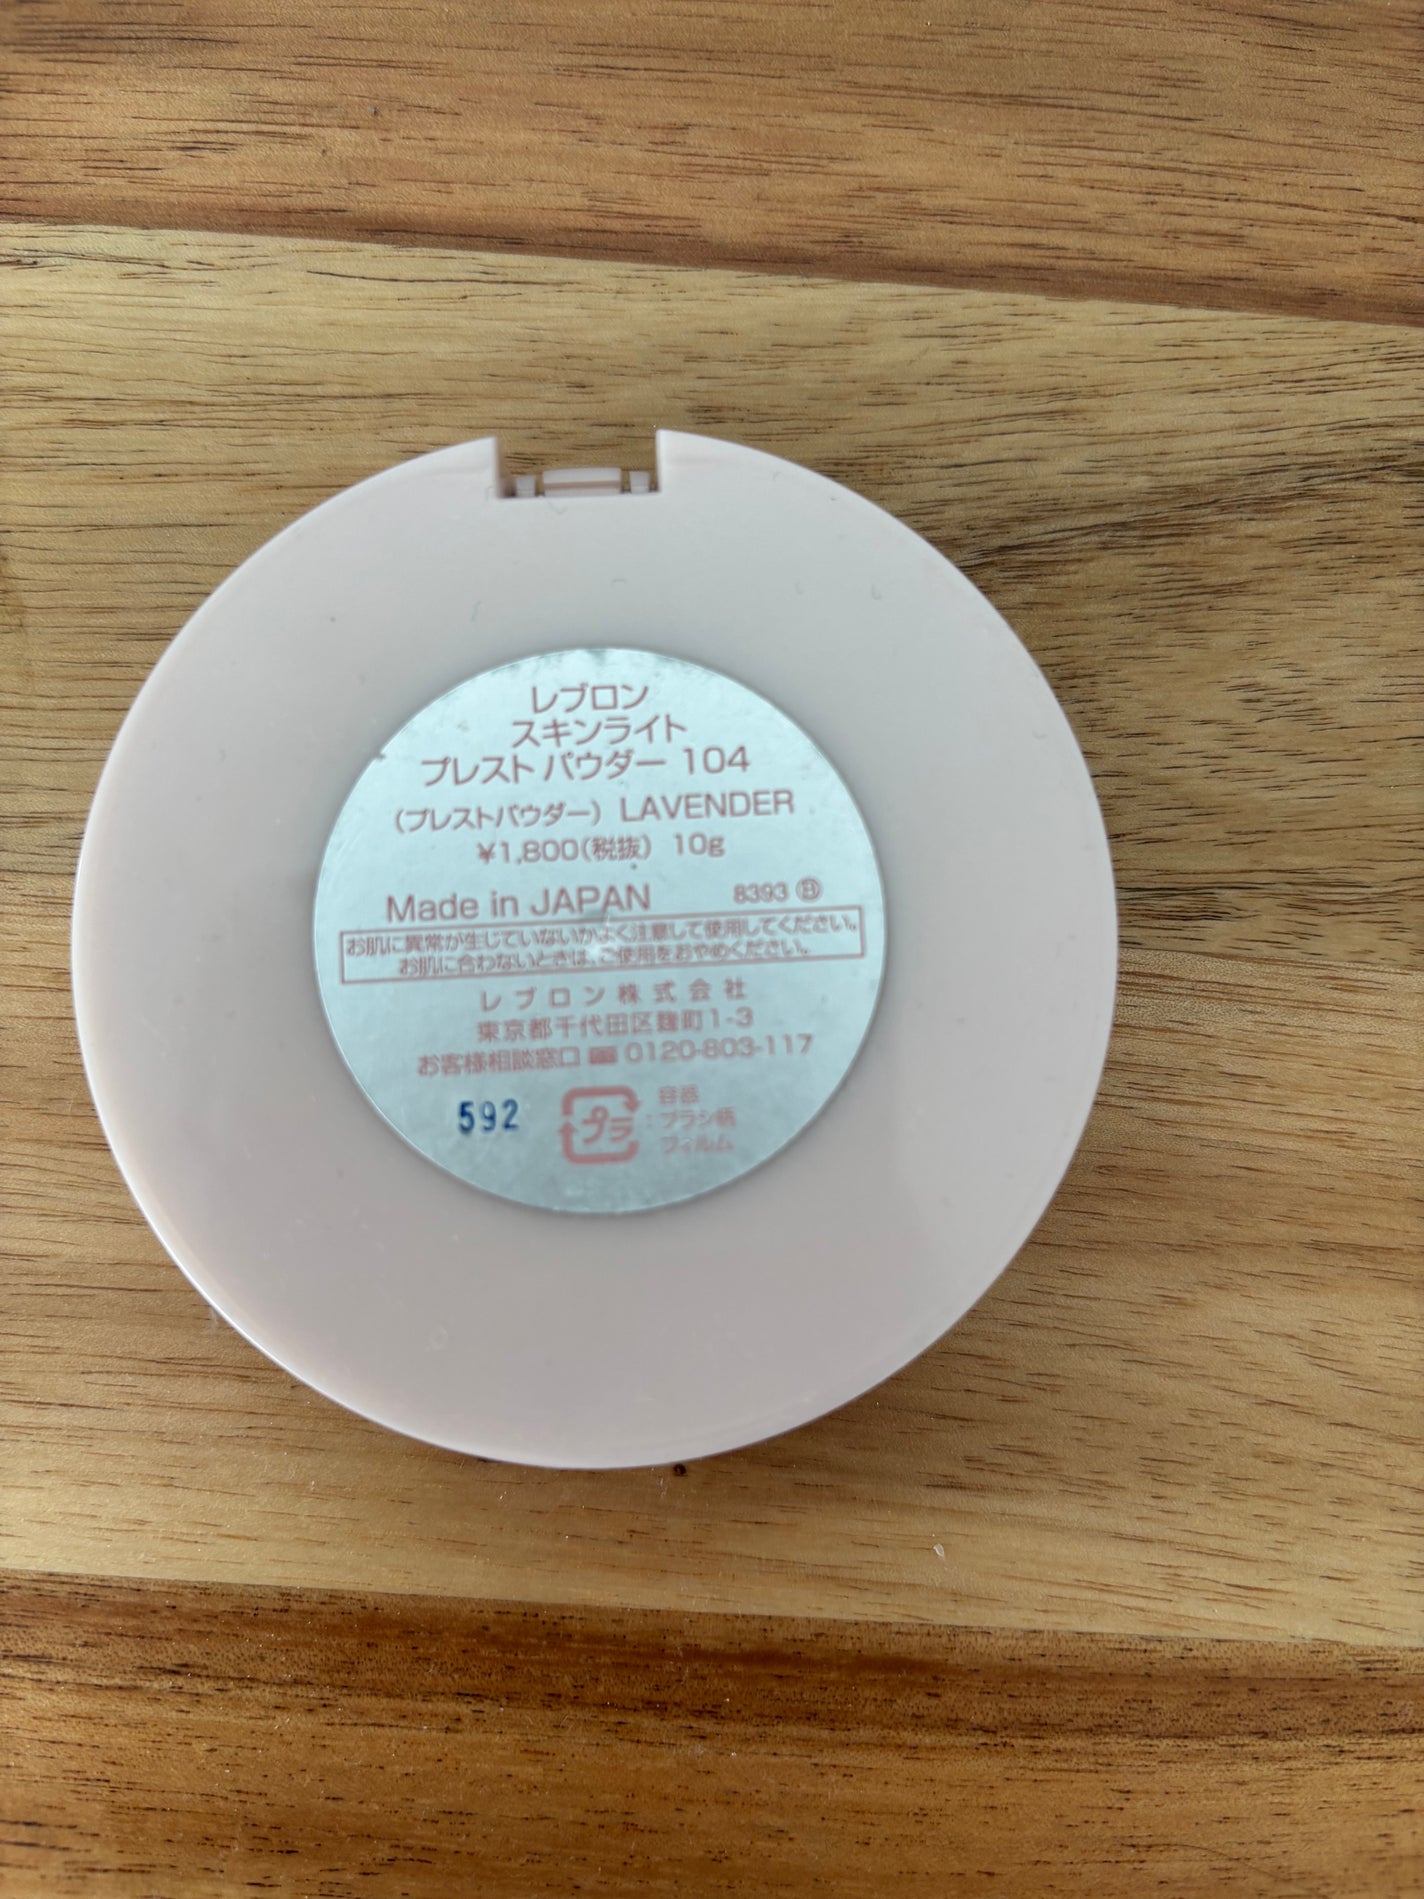 レブロン
スキンライト
プレスト パウダー 104
(プレストパウダー) LAVENDER
¥1,800(税抜) 10g
Made in JAPAN 8393
お肌に異常が生じていないかよく注意して使用してください。
お肌に合わないときは、ご使用をおやめください。
レブロン株式会社
東京都千代田区麹町1-3
お客様相談窓口 0120-803-117
592 プラ
容器
:ブラシ柄
フィルム